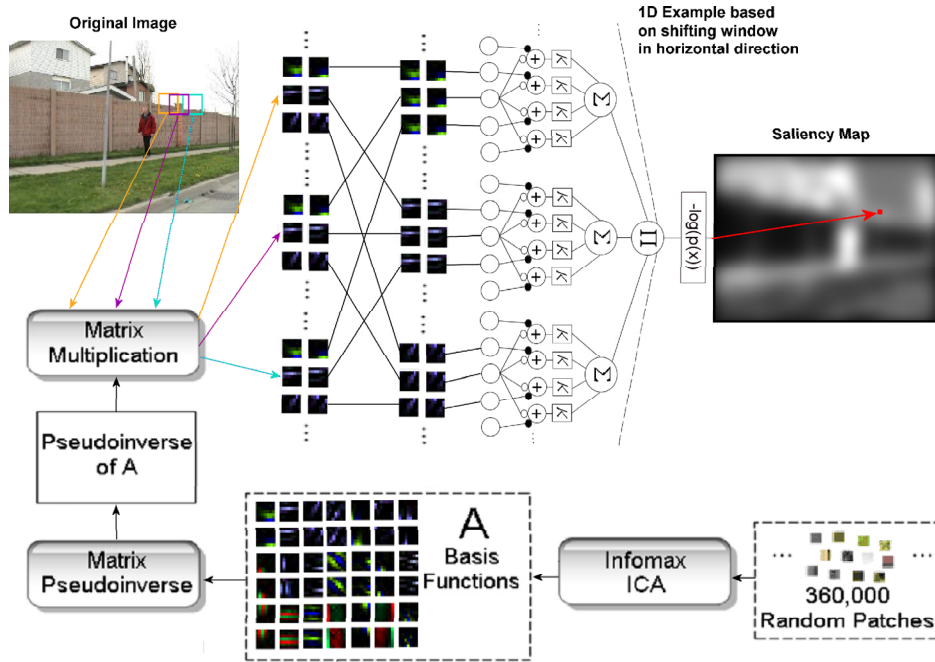 Original Image
1D Example based
on shifting window
in horizontal direction
Σ
Saliency Map
Σ
Π
-log(p(x))
Matrix
Multiplication
Σ
Pseudoinverse
of A
A
Basis
Functions
Matrix
Pseudoinverse
Infomax
ICA
360,000
Random Patches